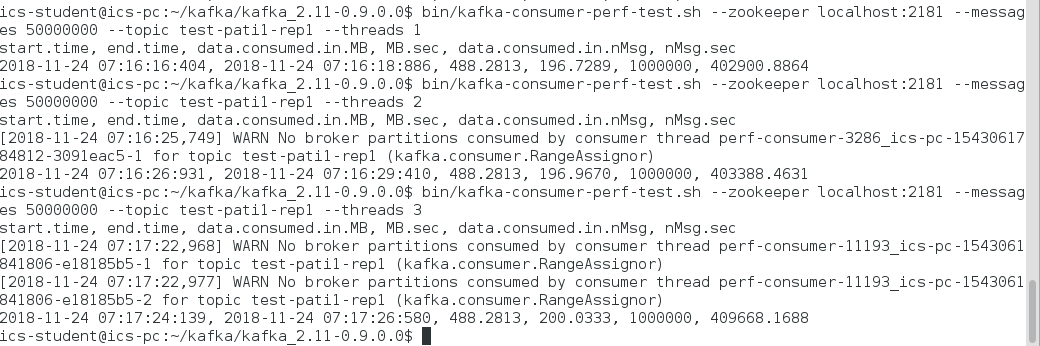 ics-student@ics-pc:~/kafka/kafka_2.11-0.9.0.0$ bin/kafka-consumer-perf-test.sh --zookeeper localhost:2181 --messag
es 50000000 --topic test-pati1-rep1 --threads 1
start.time, end.time, data.consumed.in.MB, MB.sec, data.consumed.in.nMsg, nMsg.sec
2018-11-24 07:16:16:404, 2018-11-24 07:16:18:886, 488.2813, 196.7289, 1000000, 402900.8864
ics-student@ics-pc:~/kafka/kafka_2.11-0.9.0.0$ bin/kafka-consumer-perf-test.sh --zookeeper localhost:2181 --messag
es 50000000 --topic test-pati1-rep1 --threads 2
start.time, end.time, data.consumed.in.MB, MB.sec, data.consumed.in.nMsg, nMsg.sec
[2018-11-24 07:16:25,749] WARN No broker partitions consumed by consumer thread perf-consumer-3286_ics-pc-15430617
84812-3091eac5-1 for topic test-pati1-rep1 (kafka.consumer.RangeAssignor)
2018-11-24 07:16:26:931, 2018-11-24 07:16:29:410, 488.2813, 196.9670, 1000000, 403388.4631
ics-student@ics-pc:~/kafka/kafka_2.11-0.9.0.0$ bin/kafka-consumer-perf-test.sh --zookeeper localhost:2181 --messag
es 50000000 --topic test-pati1-rep1 --threads 3
start.time, end.time, data.consumed.in.MB, MB.sec, data.consumed.in.nMsg, nMsg.sec
[2018-11-24 07:17:22,968] WARN No broker partitions consumed by consumer thread perf-consumer-11193_ics-pc-1543061
841806-e18185b5-1 for topic test-pati1-rep1 (kafka.consumer.RangeAssignor)
[2018-11-24 07:17:22,977] WARN No broker partitions consumed by consumer thread perf-consumer-11193_ics-pc-1543061
841806-e18185b5-2 for topic test-pati1-rep1 (kafka.consumer.RangeAssignor)
2018-11-24 07:17:24:139, 2018-11-24 07:17:26:580, 488.2813, 200.0333, 1000000, 409668.1688
ics-student@ics-pc:~/kafka/kafka_2.11-0.9.0.0$